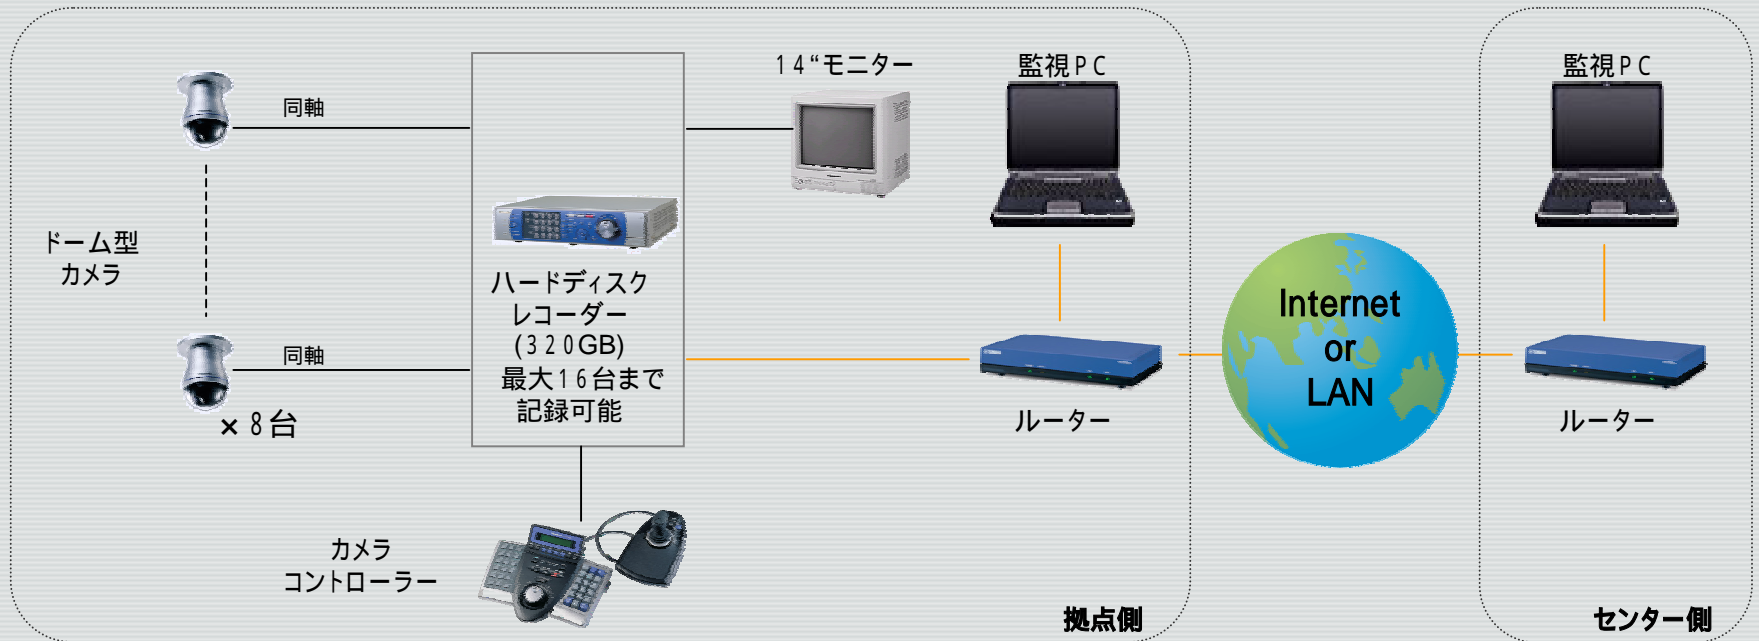 14“モニター
監視PC
監視PC
同軸
ドーム型
カメラ
ハードディスク
レコーダー
(320GB)
最大16台まで
記録可能
Internet
or
LAN
同軸
×8台
ルーター
ルーター
カメラ
コントローラー
拠点側
センター側